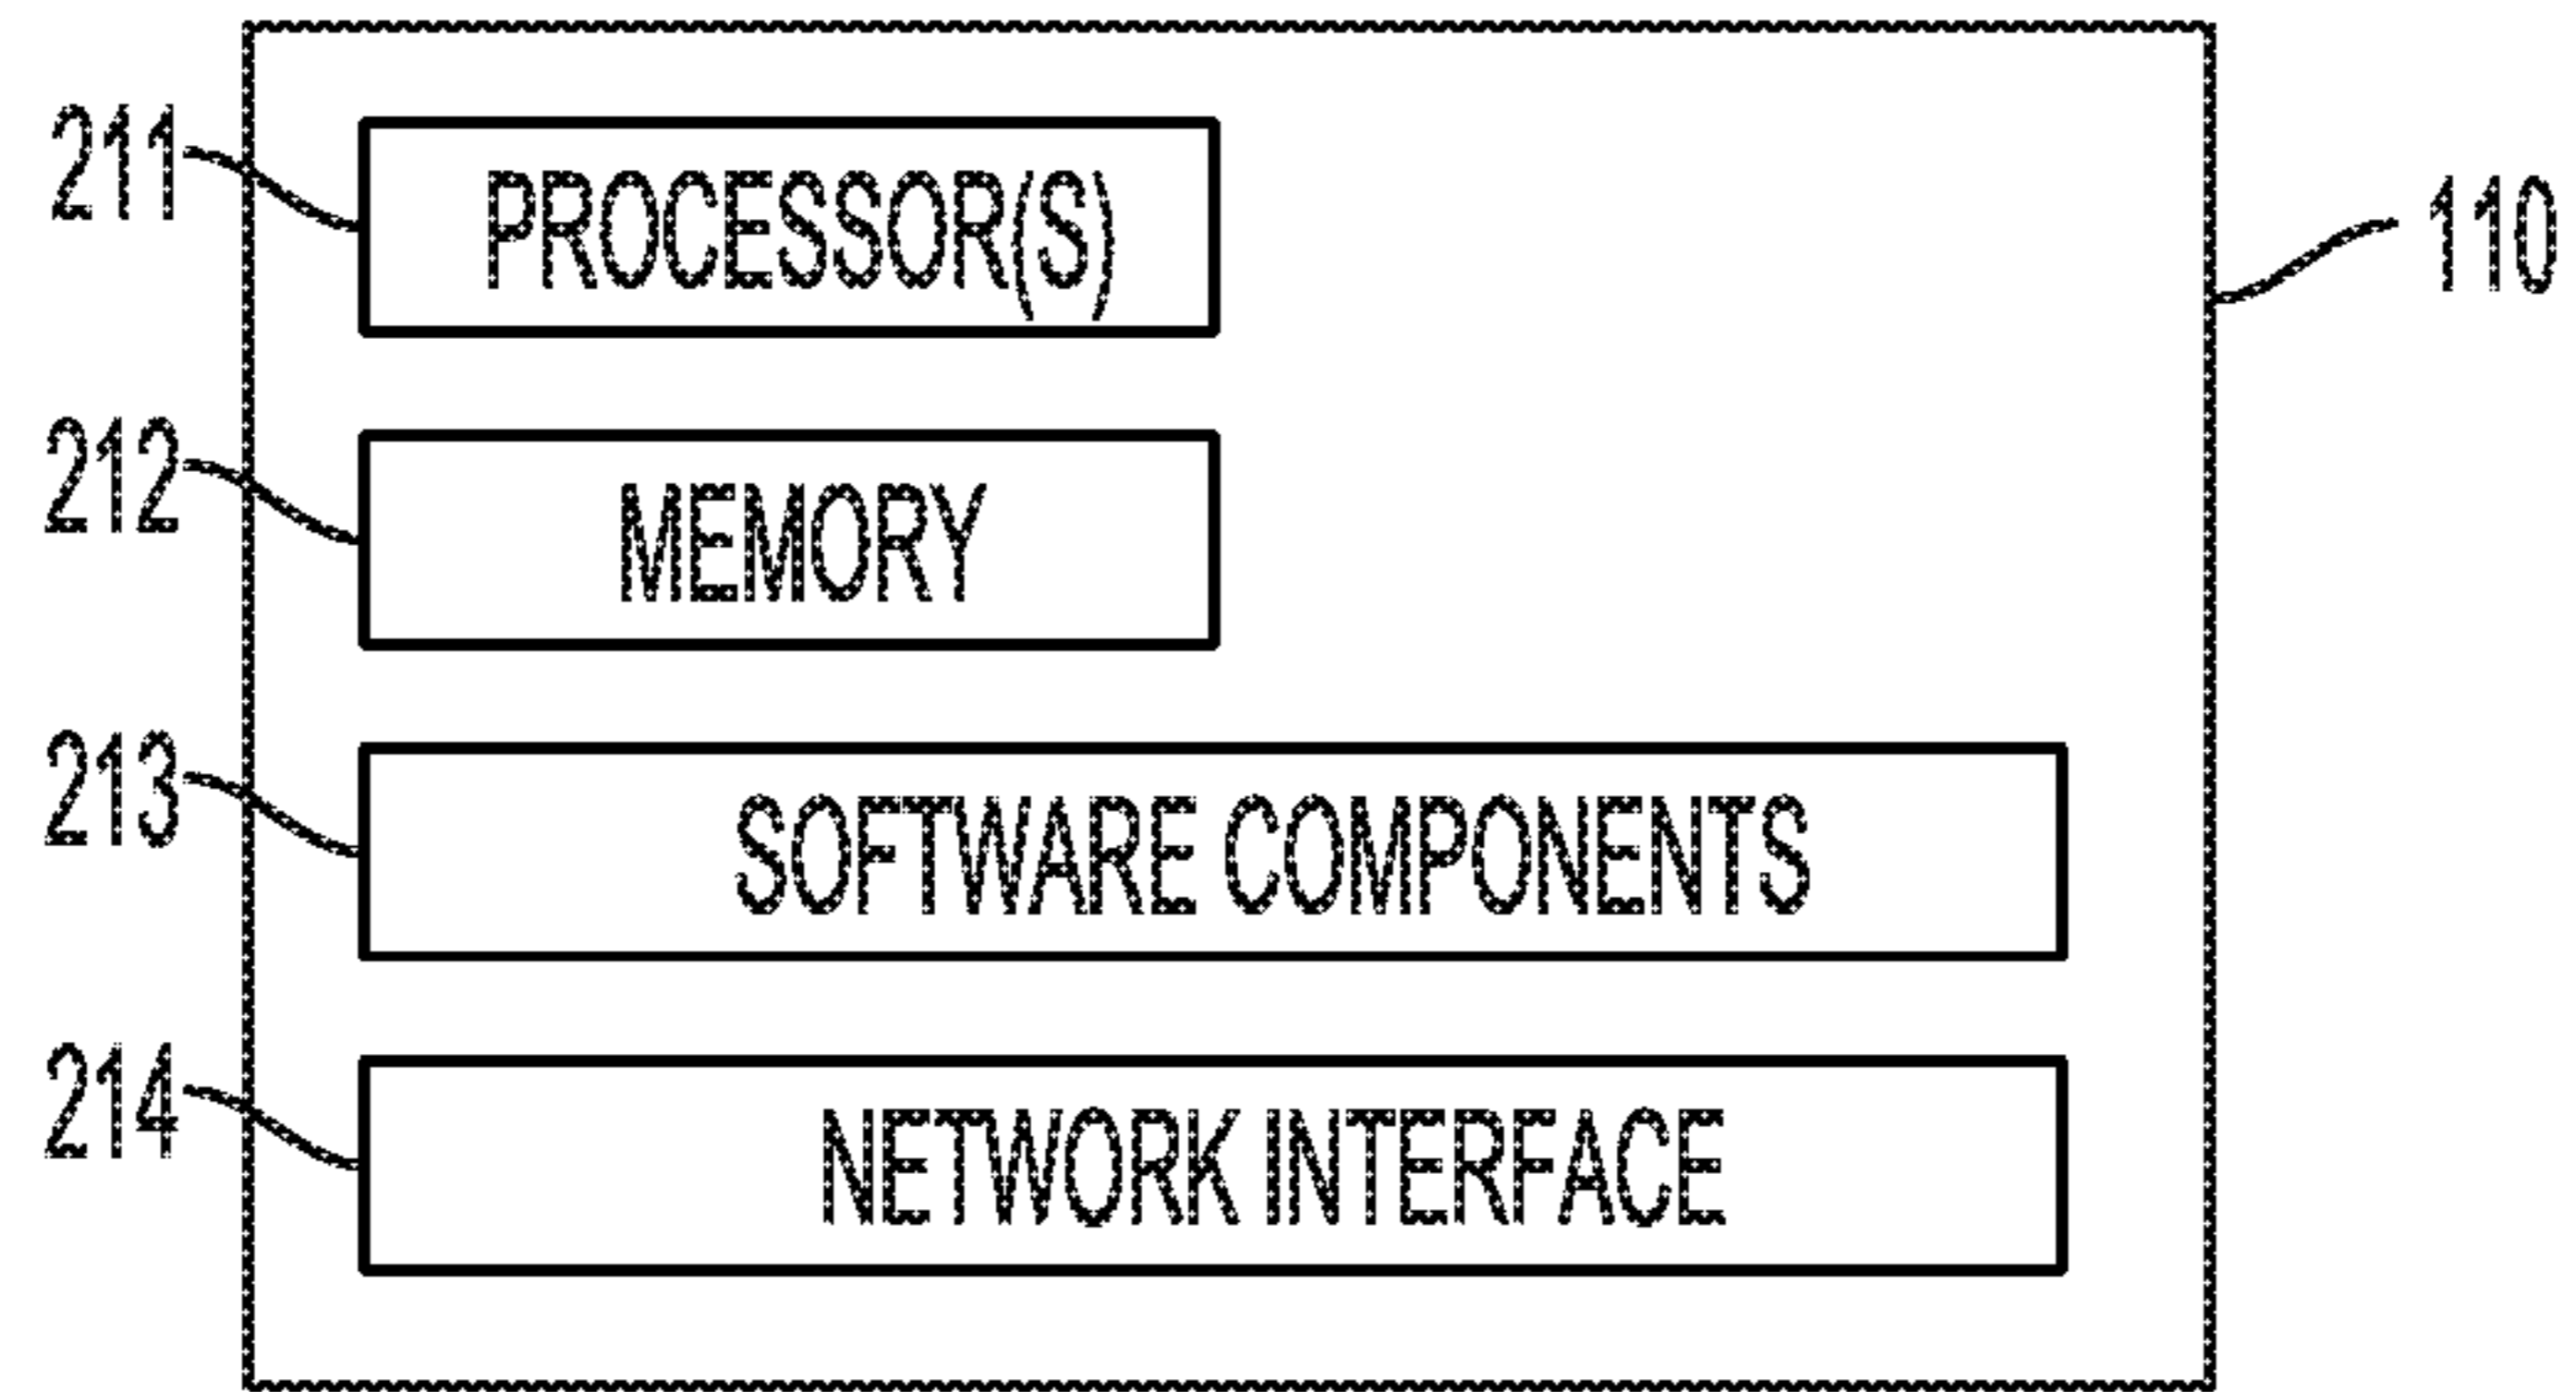 211
PROCESSOR(S)
110
212
MEMORY
213
SOFTWARE COMPONENTS
214
NETWORK INTERFACE